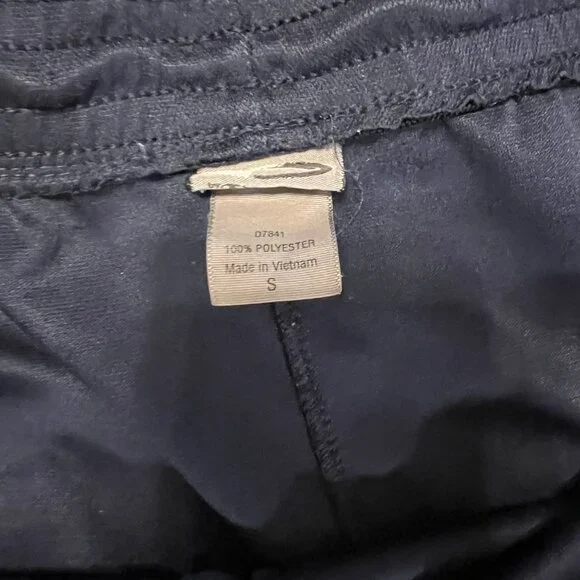 D7841
100% POLYESTER
Made in Vietnam
S